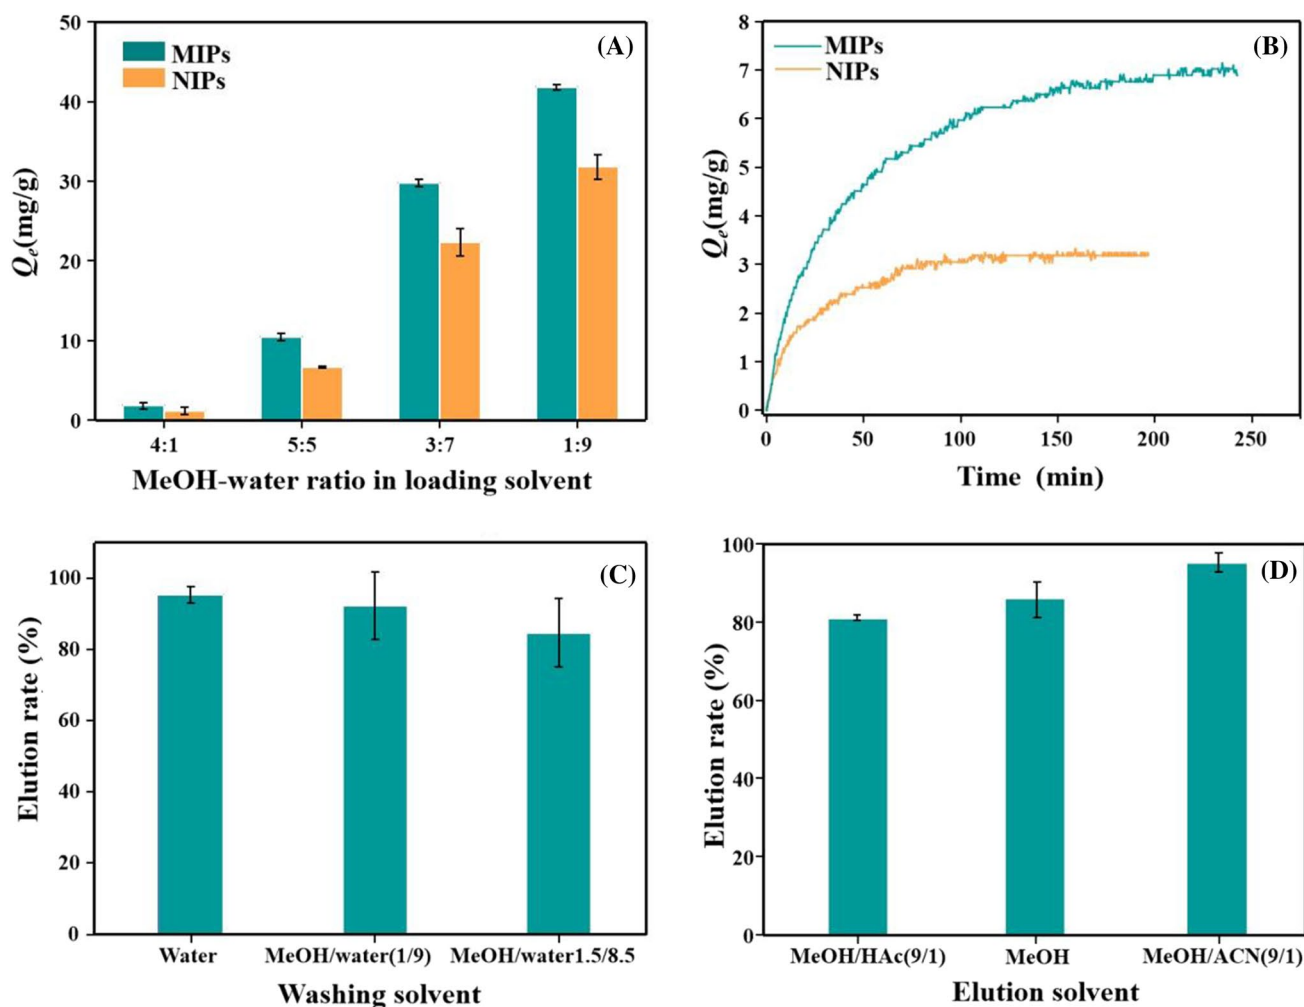 (A)
MIPs
NIPs
50
40
30
20
10
0
Qe(mg/g)
4:1 5:5 3:7 1:9
MeOH-water ratio in loading solvent
(B)
MIPs
NIPs
8
7
6
5
4
3
2
1
0
Qe(mg/g)
0 50 100 150 200 250
Time (min)
(C)
100
80
60
40
20
0
Elution rate (%)
Water MeOH/water(1/9) MeOH/water1.5/8.5
Washing solvent
(D)
100
80
60
40
20
0
Elution rate (%)
MeOH/HAc(9/1) MeOH MeOH/ACN(9/1)
Elution solvent